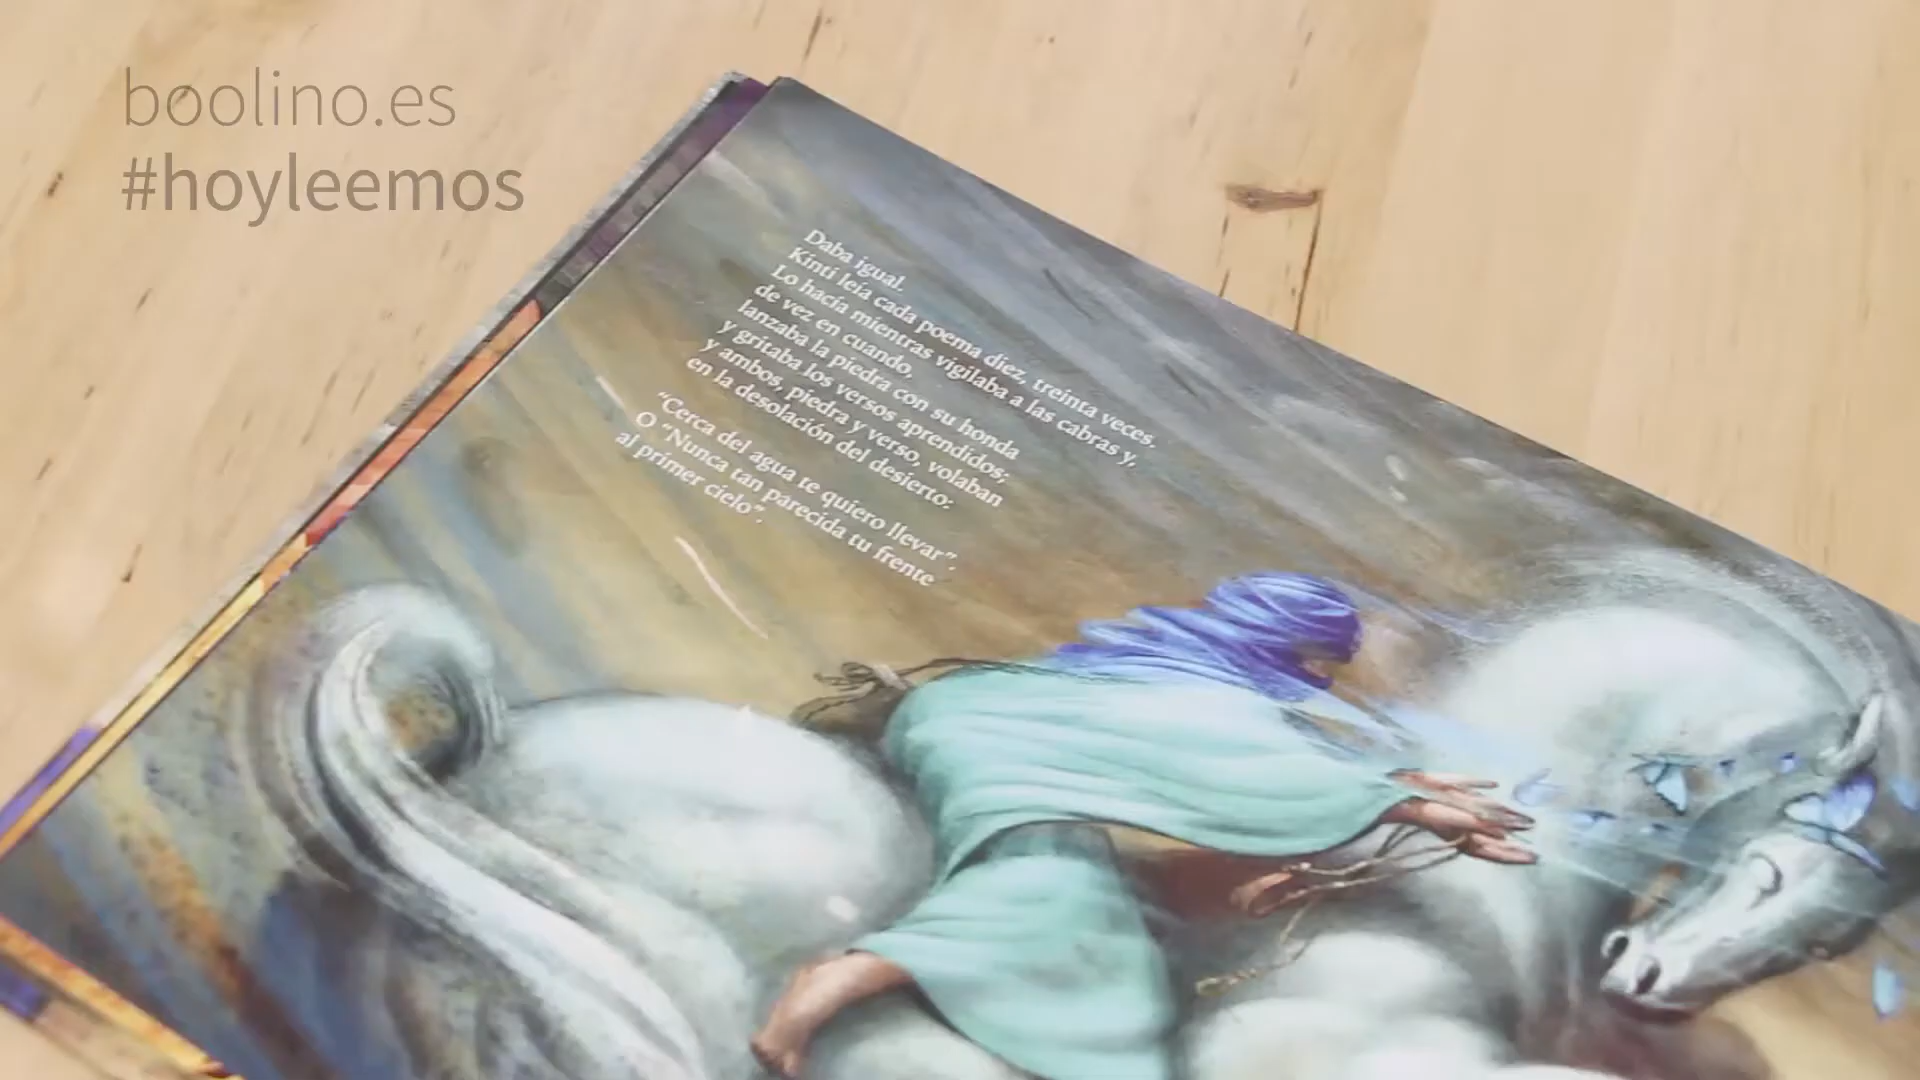 boolino.es
#hoyleemos
Daba igual.
Kinti leía cada poema diez, treinta veces.
Lo hacía mientras vigilaba a las cabras y,
de vez en cuando,
lanzaba la piedra con su honda
y gritaba los versos aprendidos;
y ambos, piedra y verso, volaban
en la desolación del desierto:
“Cerca del agua te quiero llevar”.
O “Nunca tan parecida tu frente
al primer cielo”.